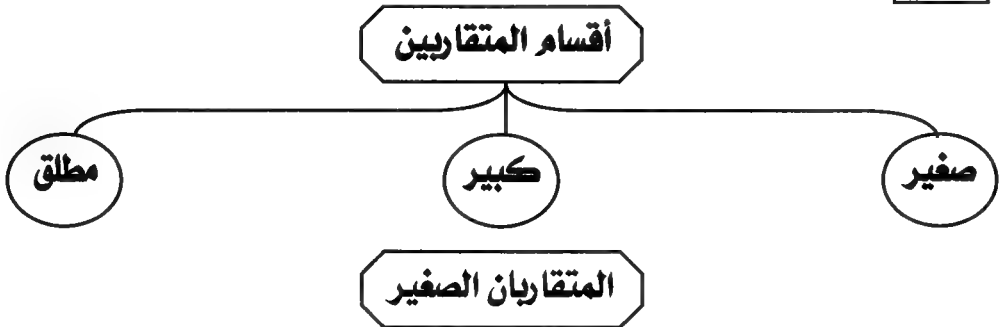 أقسام المتقاربين
صغير
كبير
مطلق
المتقاربان الصغير